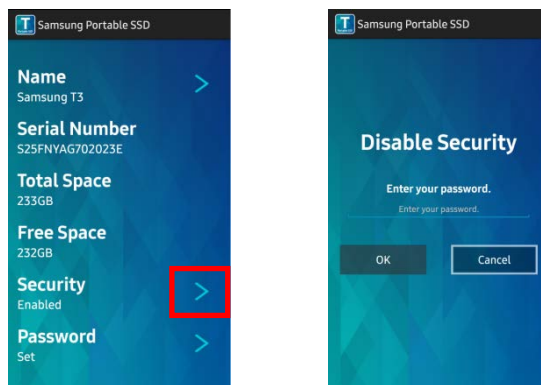 Samsung Portable SSD
Name
Samsung T3
Serial Number
S25FNYAG702023E
Total Space
233GB
Free Space
232GB
Security
Enabled
Password
Set
Samsung Portable SSD
Disable Security
Enter your password.
Enter your password.
OK
Cancel